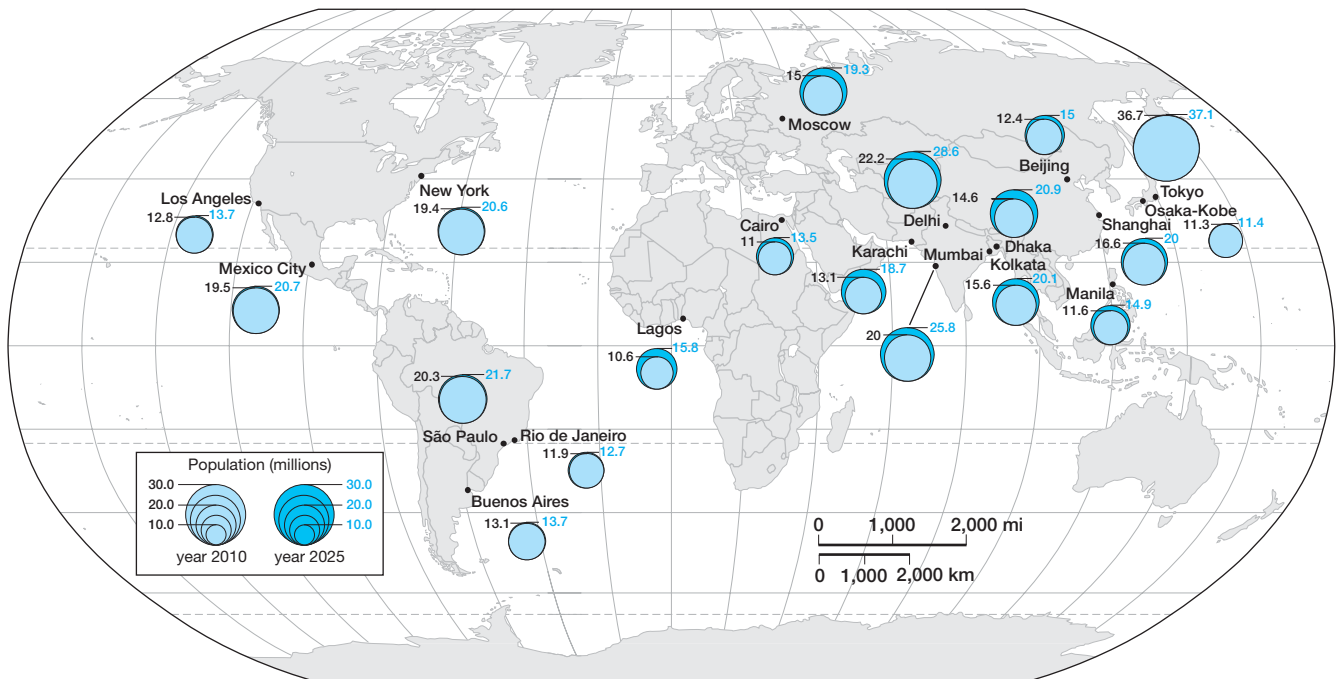 15 19.3
Moscow
12.4 15
Beijing
36.7 37.1
Tokyo
Osaka-Kobe
11.3 11.4
Los Angeles
12.8 13.7
New York
19.4 20.6
22.2 28.6
Delhi
14.6 20.9
Dhaka
Shanghai
16.6 20
Cairo
11 13.5
Karachi
13.1 18.7
Mumbai
20 25.8
Kolkata
15.6 20.1
Manila
11.6 14.9
Mexico City
19.5 20.7
Lagos
10.6 15.8
20.3 21.7
São Paulo
Rio de Janeiro
11.9 12.7
Buenos Aires
13.1 13.7
Population (millions)
30.0 30.0
20.0 20.0
10.0 10.0
year 2010 year 2025
0 1,000 2,000 mi
0 1,000 2,000 km